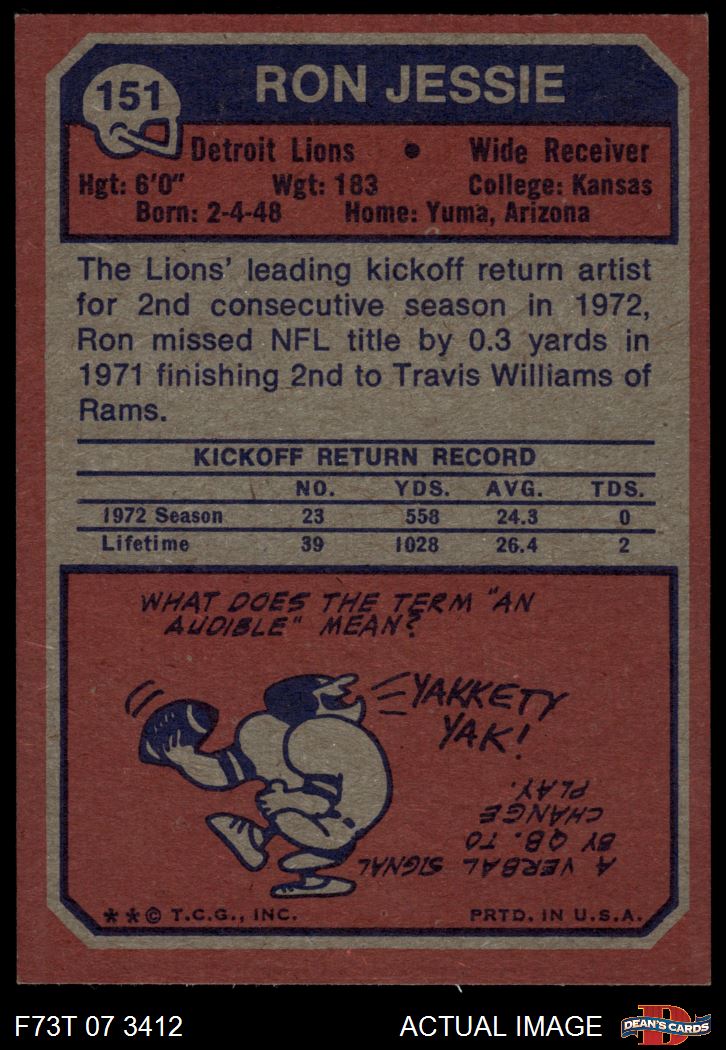 151
RON JESSIE
Detroit Lions • Wide Receiver
Hgt: 6'0" Wgt: 183 College: Kansas
Born: 2-4-48 Home: Yuma, Arizona
The Lions' leading kickoff return artist
for 2nd consecutive season in 1972,
Ron missed NFL title by 0.3 yards in
1971 finishing 2nd to Travis Williams of
Rams.
KICKOFF RETURN RECORD
NO. YDS. AVG. TDS.
1972 Season 23 558 24.3 0
Lifetime 39 1028 26.4 2
WHAT DOES THE TERM "AN
AUDIBLE" MEAN?
YAKKETY
YAK!
A VERBAL SIGNAL
BY QB. TO
CHANGE
PLAY.
**© T.C.G., INC. PRTD. IN U.S.A.
F73T 07 3412 ACTUAL IMAGE
D
DEAN'S CARDS